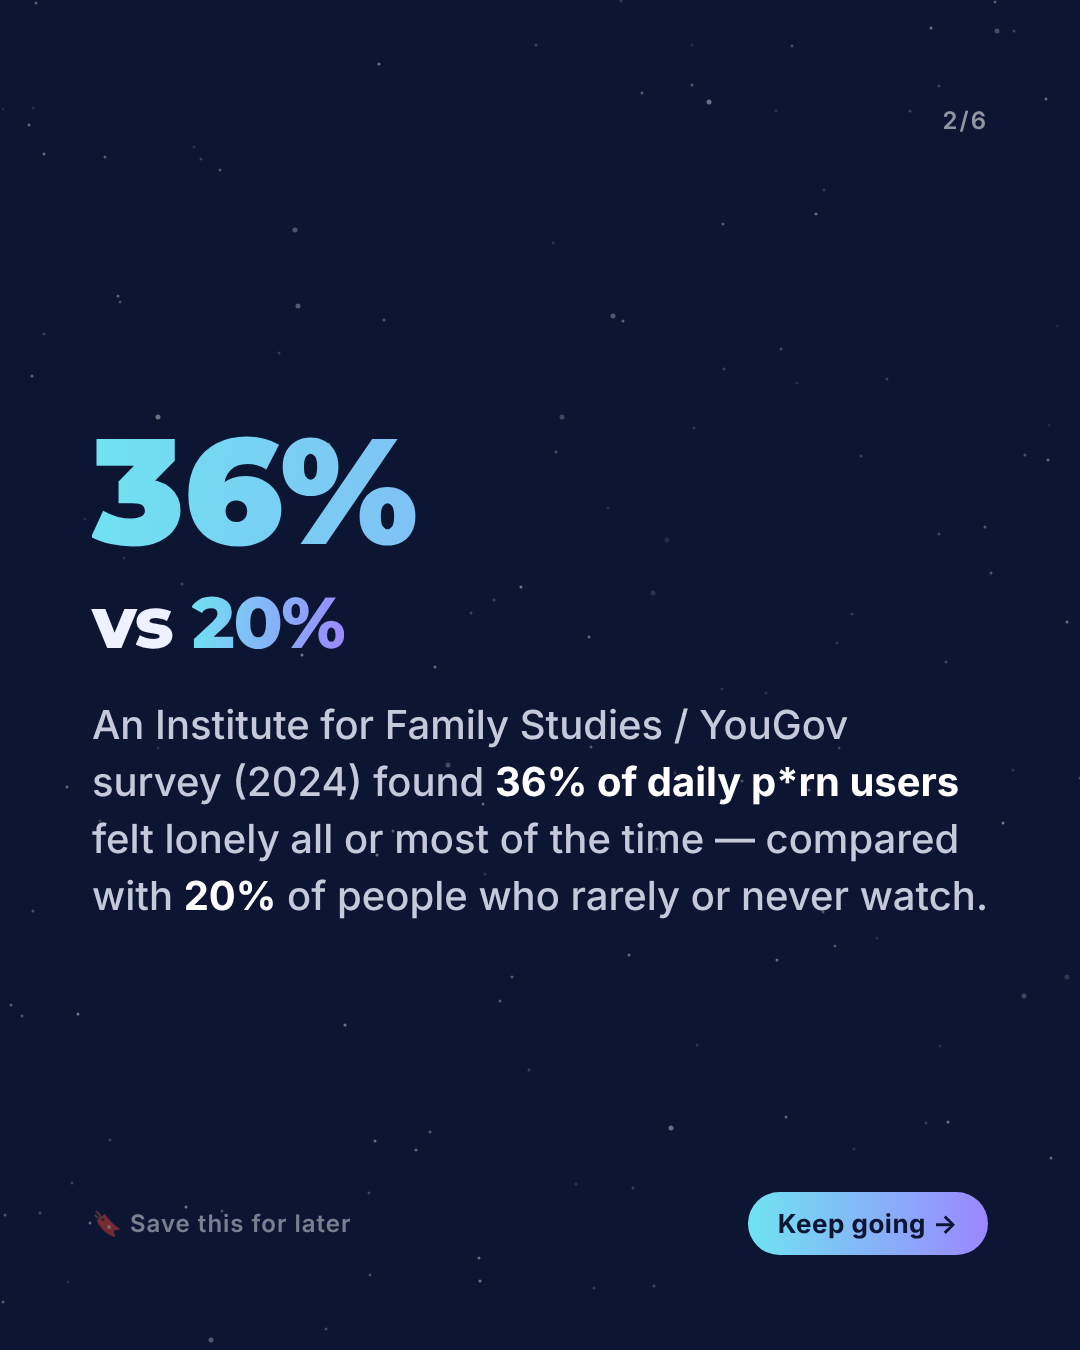 2/6
36%
vs 20%
An Institute for Family Studies / YouGov
survey (2024) found 36% of daily p*rn users
felt lonely all or most of the time — compared
with 20% of people who rarely or never watch.
🔖 Save this for later
Keep going →